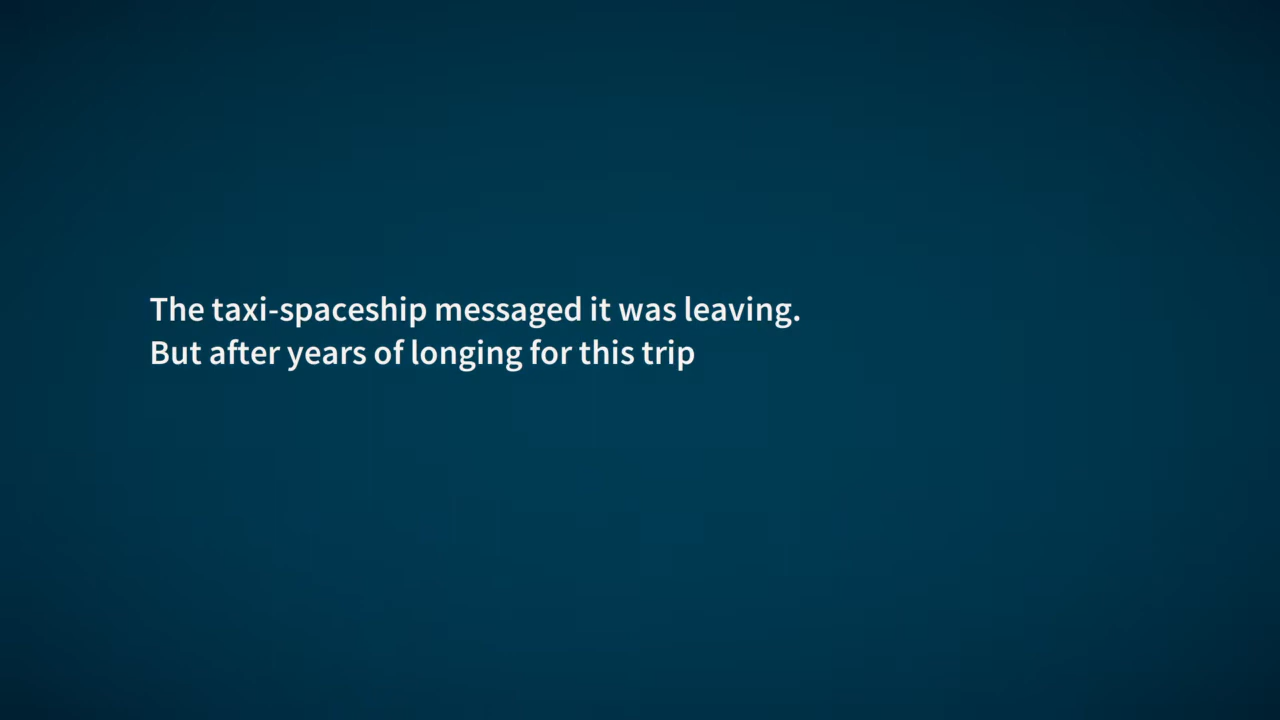 The taxi-spaceship messaged it was leaving.
But after years of longing for this trip